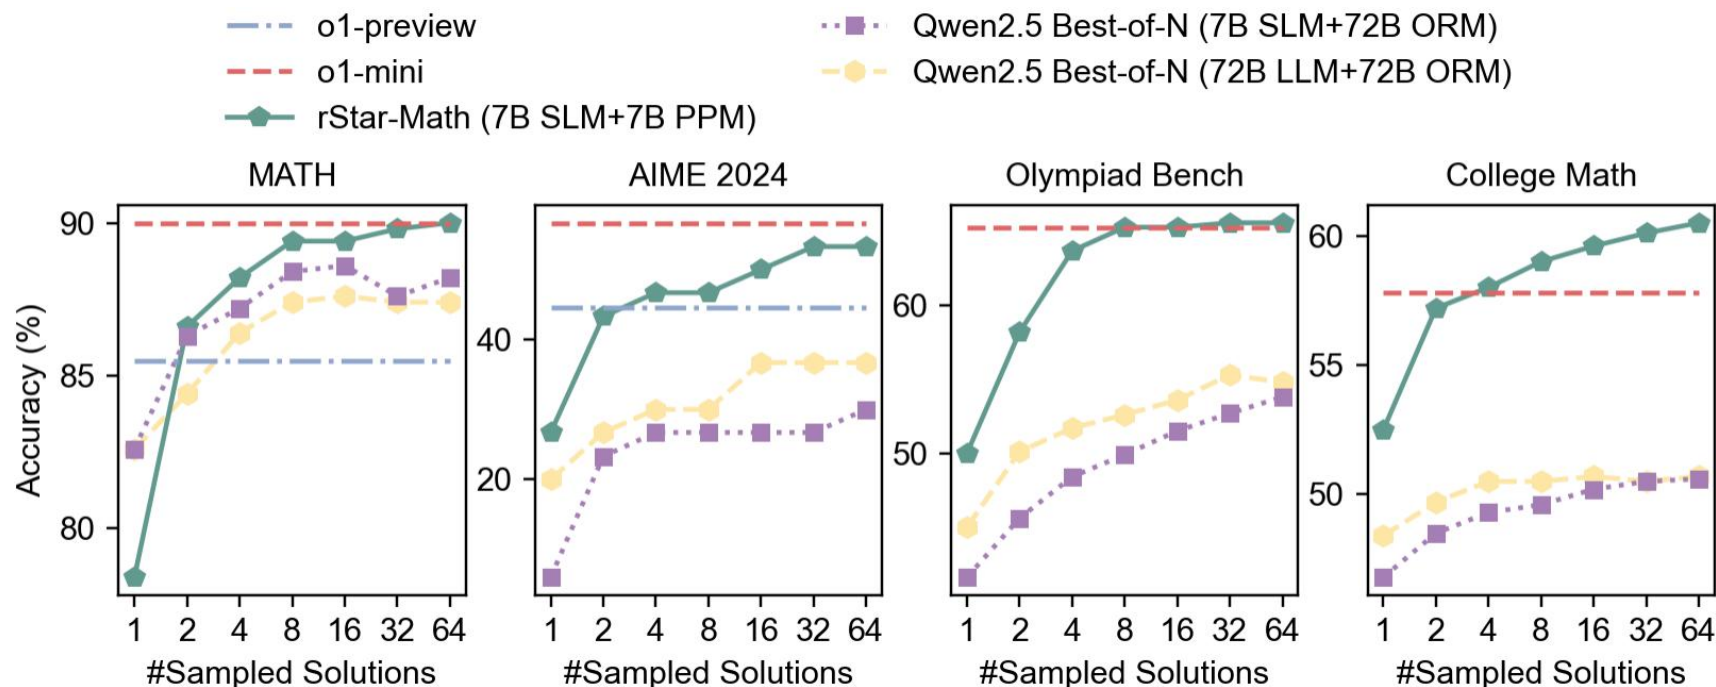 o1-preview
o1-mini
rStar-Math (7B SLM+7B PPM)
Qwen2.5 Best-of-N (7B SLM+72B ORM)
Qwen2.5 Best-of-N (72B LLM+72B ORM)
MATH
AIME 2024
Olympiad Bench
College Math
Accuracy (%)
90
85
80
1 2 4 8 16 32 64
#Sampled Solutions
40
20
1 2 4 8 16 32 64
#Sampled Solutions
60
50
1 2 4 8 16 32 64
#Sampled Solutions
60
55
50
1 2 4 8 16 32 64
#Sampled Solutions